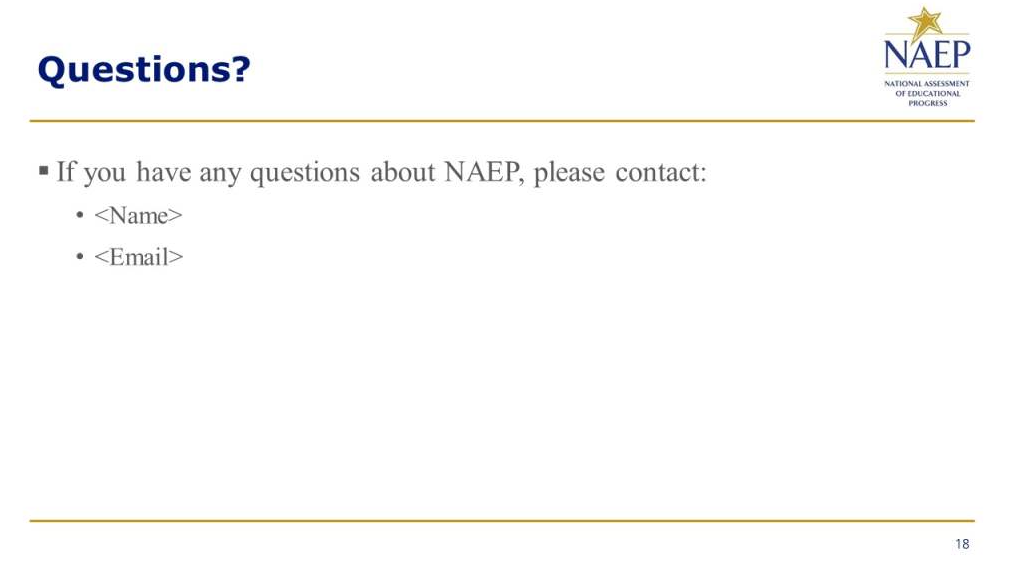 Questions?
NAEP
NATIONAL ASSESSMENT
OF EDUCATIONAL
PROGRESS
▪ If you have any questions about NAEP, please contact:
• <Name>
• <Email>
18